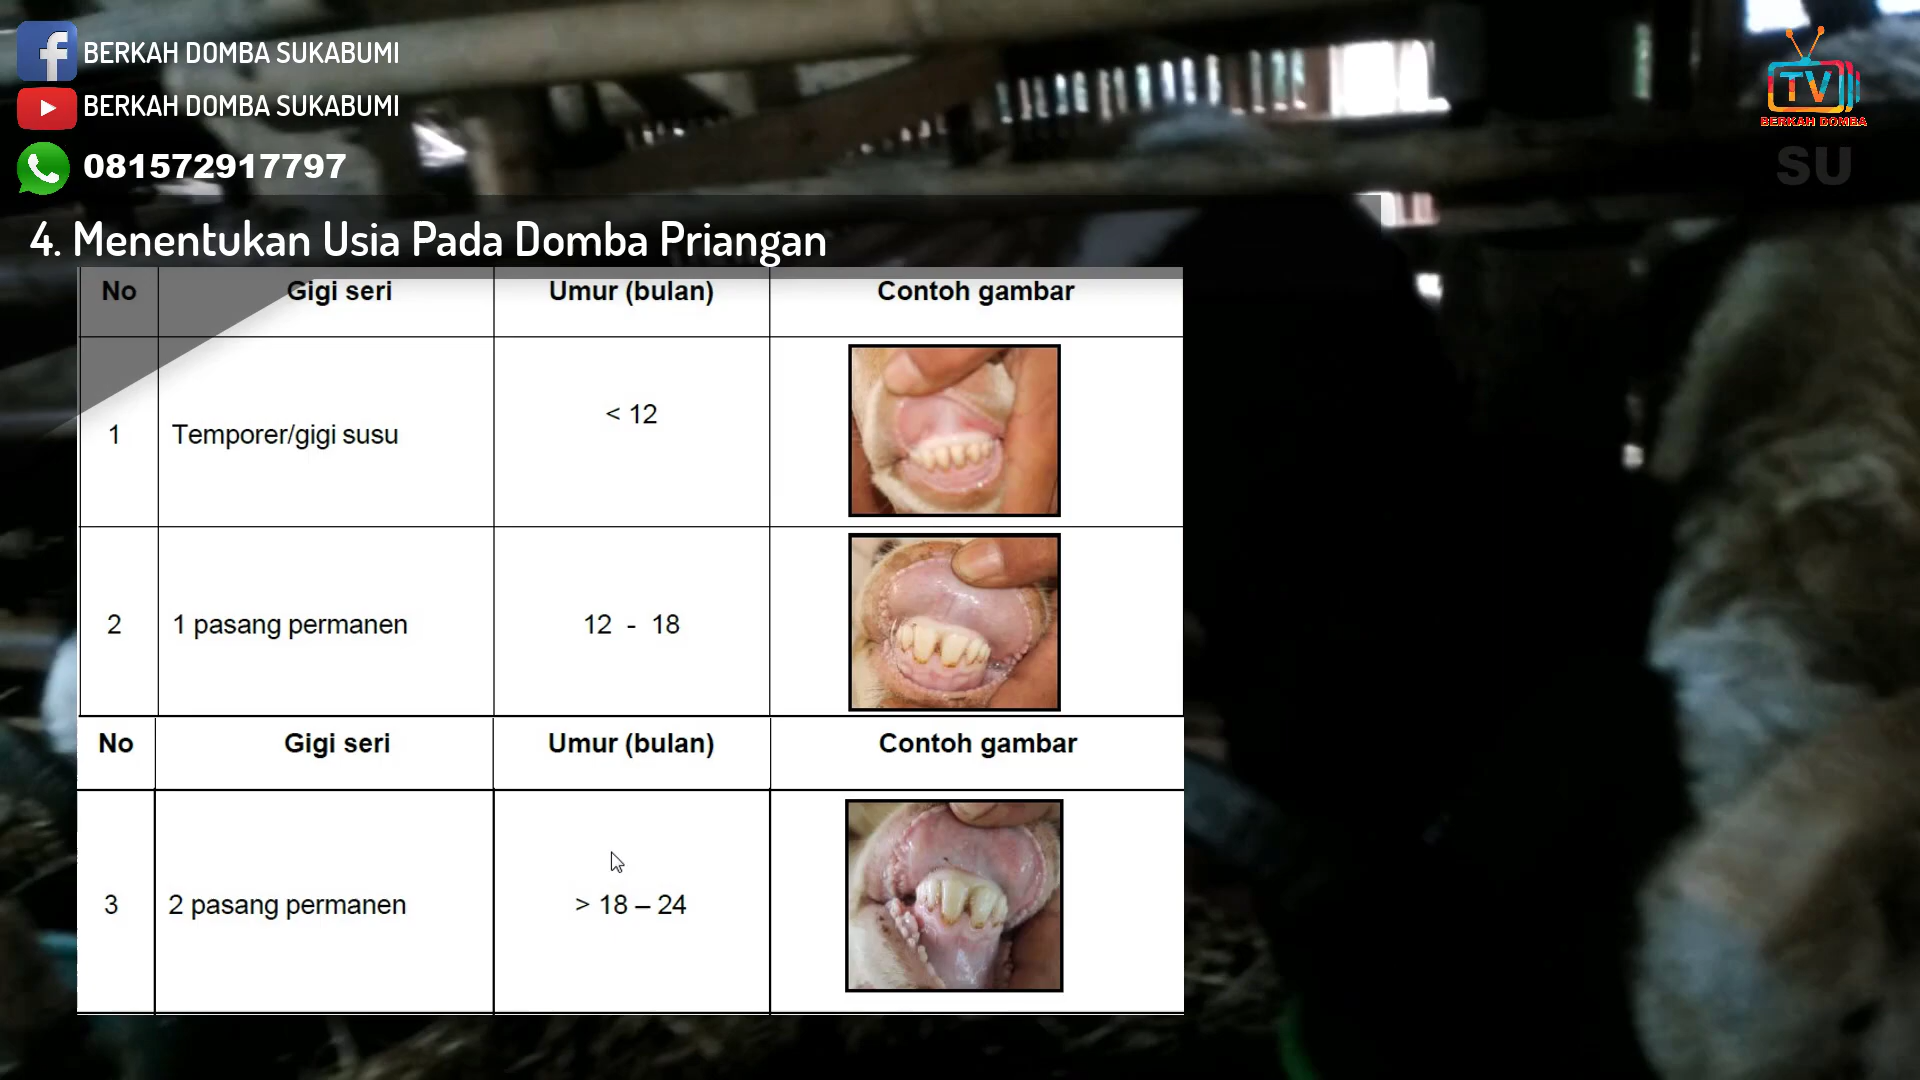 BERKAH DOMBA SUKABUMI
BERKAH DOMBA SUKABUMI
081572917797
TV
BERKAH DOMBA
SU
4. Menentukan Usia Pada Domba Priangan
No Gigi seri Umur (bulan) Contoh gambar
1 Temporer/gigi susu < 12
2 1 pasang permanen 12 - 18
No Gigi seri Umur (bulan) Contoh gambar
3 2 pasang permanen > 18 – 24